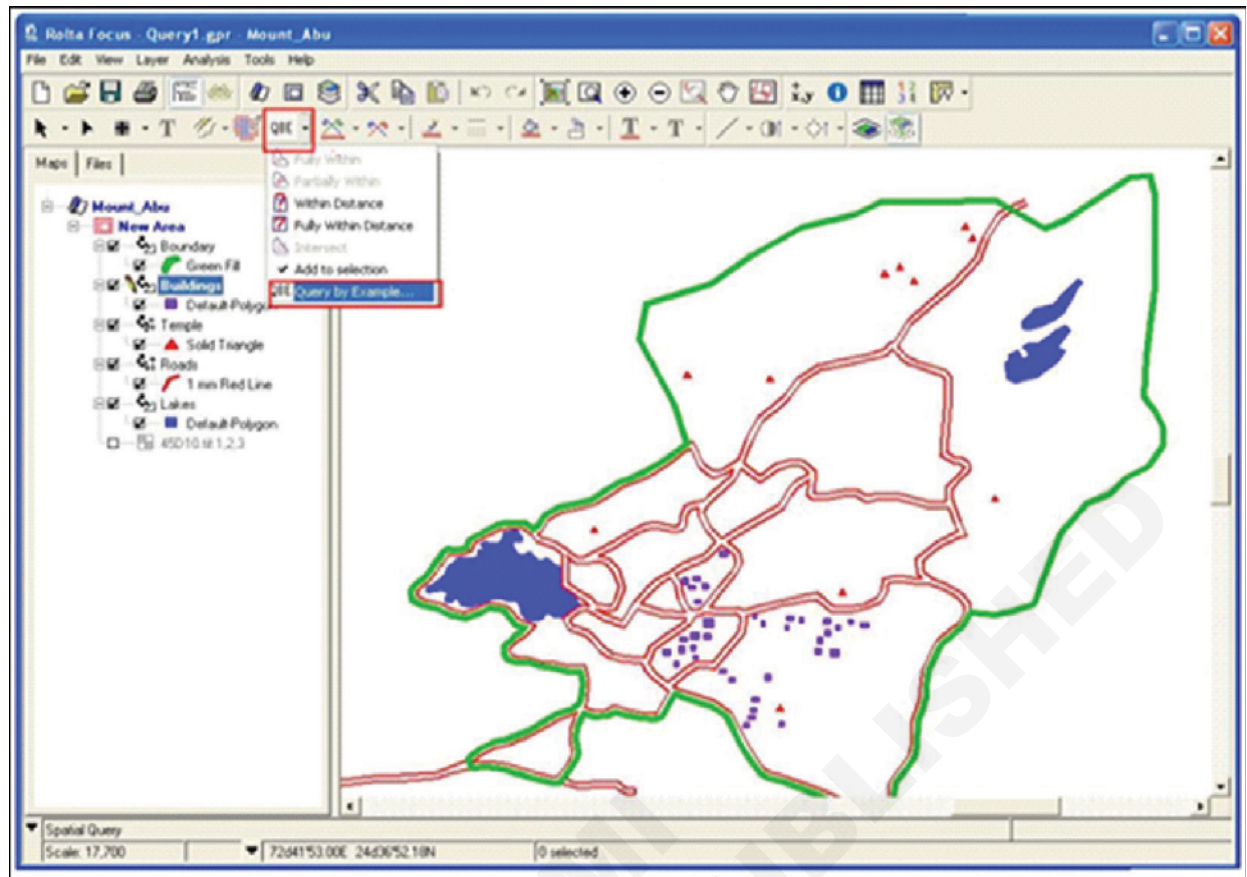 Rolta Focus - Query1.gpr - Mount_Abu
File Edit View Layer Analysis Tools Help
QBE
Maps Files
Fully Within
Partially Within
Within Distance
Fully Within Distance
Intersect
Add to selection
QBE Query by Example...
Mount_Abu
New Area
Boundary
Green Fill
Buildings
Default-Polygon
Temple
Solid Triangle
Roads
1 mm Red Line
Lakes
Default-Polygon
45D10.tif:1,2,3
Spatial Query
Scale: 17,700 72d41'53.00E 24d36'52.18N 0 selected